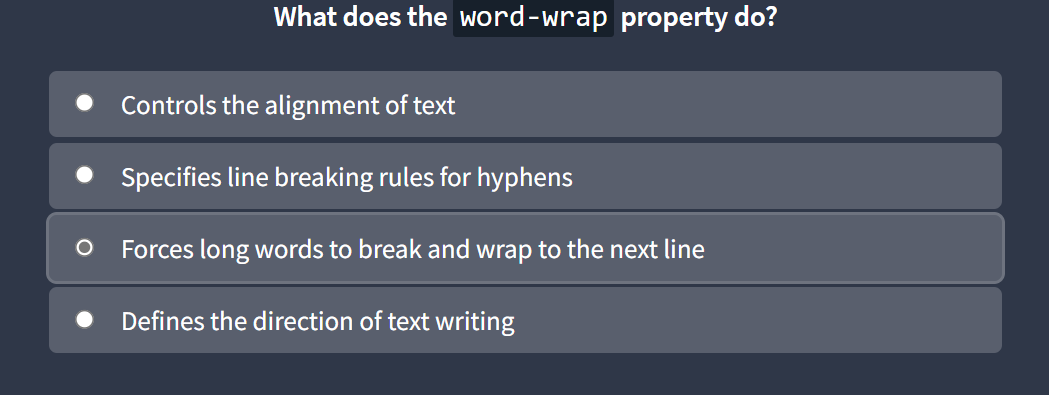 What does the word-wrap property do?
Controls the alignment of text
Specifies line breaking rules for hyphens
Forces long words to break and wrap to the next line
Defines the direction of text writing